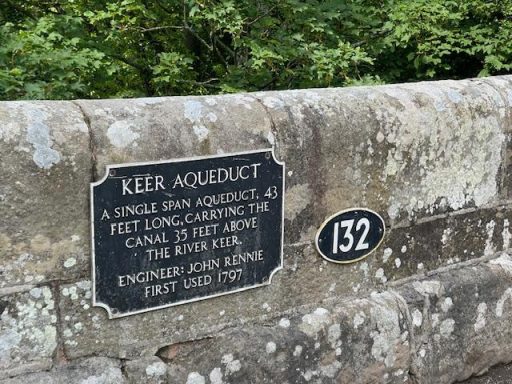 KEER AQUEDUCT
A SINGLE SPAN AQUEDUCT, 43
FEET LONG, CARRYING THE
CANAL 35 FEET ABOVE
THE RIVER KEER.
ENGINEER: JOHN RENNIE
FIRST USED 1797
132